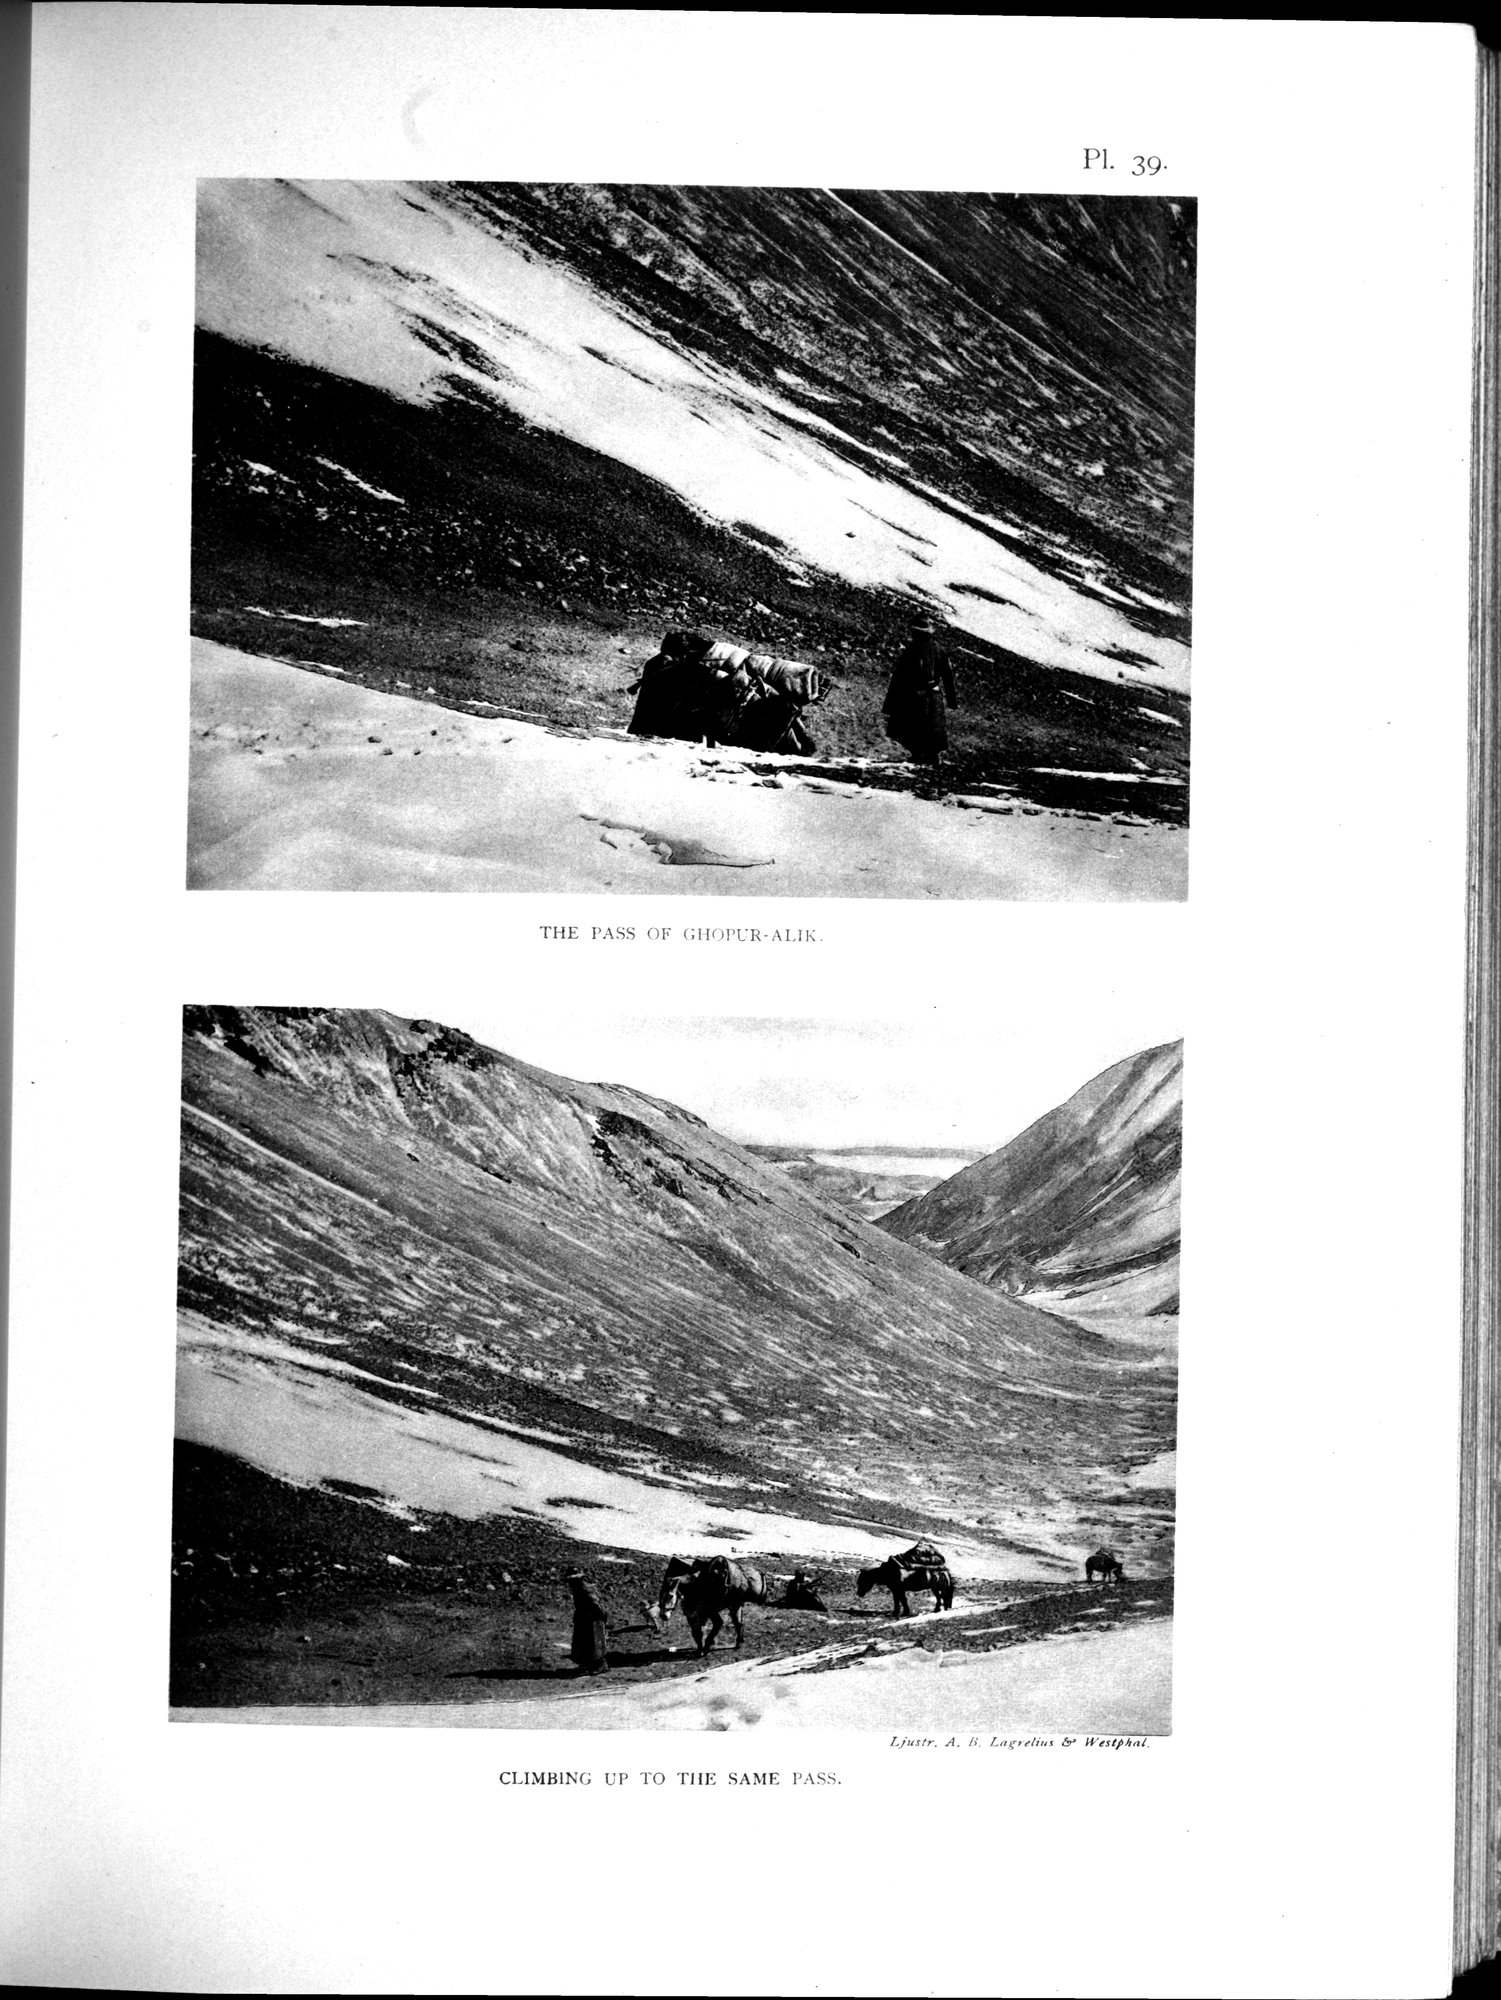 Pl. 39.
THE PASS OF GHOPUR-ALIK.
Ljustr. A. B. Lagrelius & Westphal.
CLIMBING UP TO THE SAME PASS.